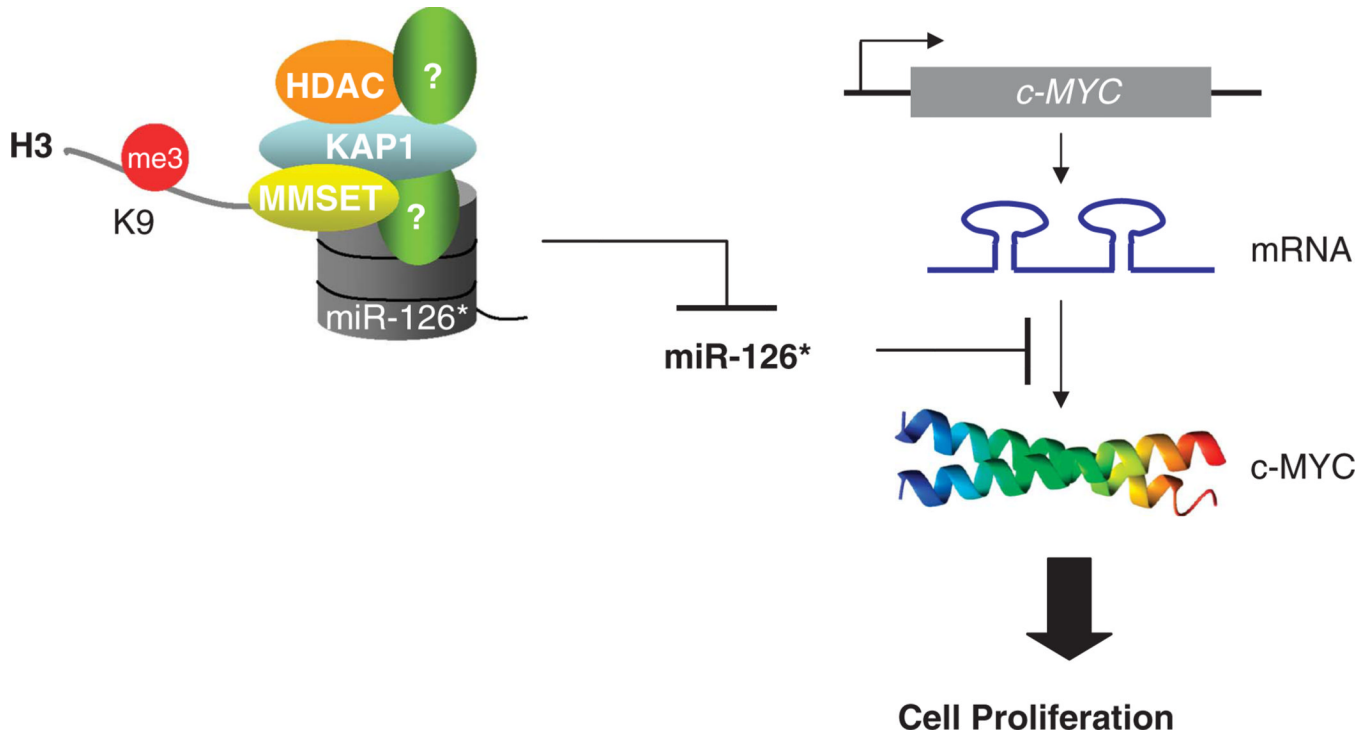 HDAC
?
KAP1
H3
me3
MMSET
?
K9
miR-126*
miR-126*
c-MYC
mRNA
c-MYC
Cell Proliferation